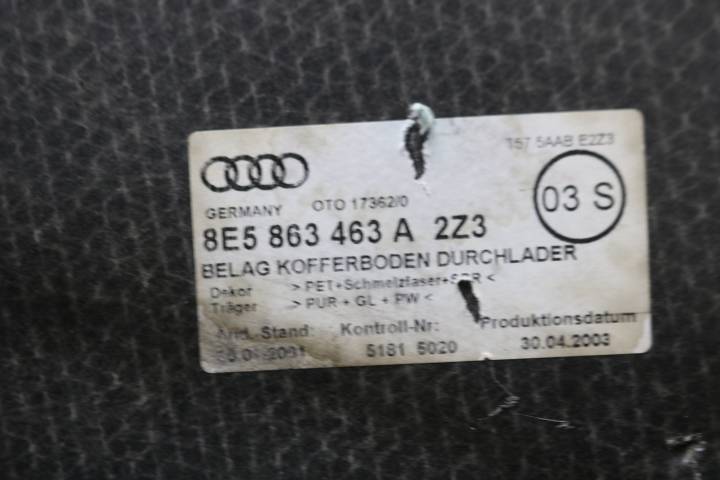 T57 5AAB E2Z3
03 S
GERMANY OTO 17362/0
8E5 863 463 A 2Z3
BELAG KOFFERBODEN DURCHLADER
Dekor > PET+Schmelzfaser+SBR <
Träger > PUR + GL + PW <
Stand: Kontroll-Nr: Produktionsdatum
5181 5020 30.04.2003